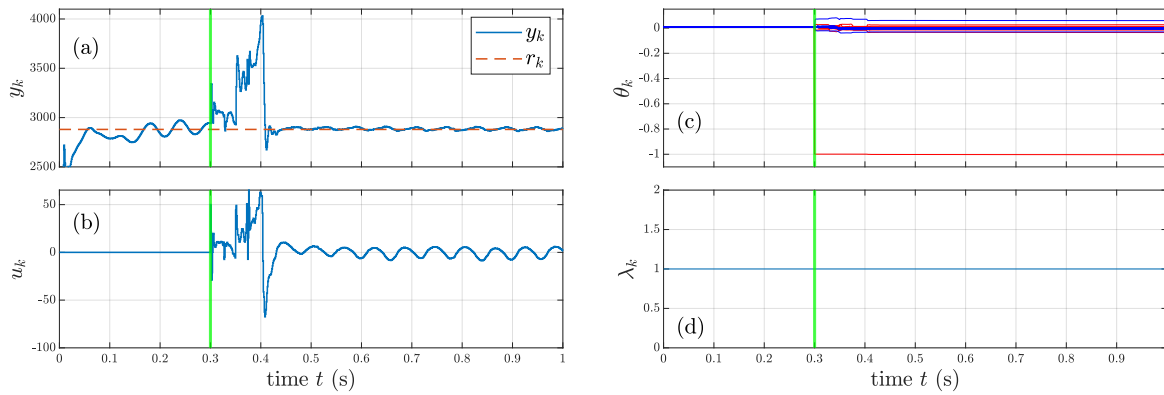 4000
3500
3000
2500
y_k
(a)
y_k
r_k
50
0
-50
-100
u_k
(b)
0 0.1 0.2 0.3 0.4 0.5 0.6 0.7 0.8 0.9 1
time t (s)
0
-0.2
-0.4
-0.6
-0.8
-1
θ_k
(c)
2
1.5
1
0.5
0
λ_k
(d)
0 0.1 0.2 0.3 0.4 0.5 0.6 0.7 0.8 0.9
time t (s)